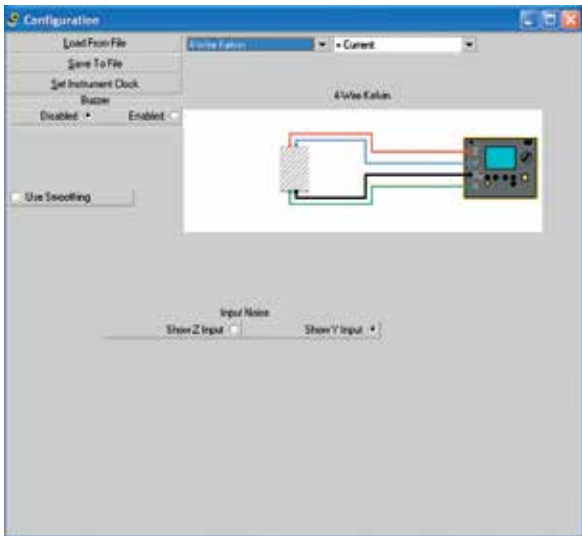 Configuration
Load From File
4-Wire Kelvin
+ Current
Save To File
Set Instrument Clock
Buzzer
4-Wire Kelvin
Disabled
Enabled
Use Smoothing
Input Noise
Show Z Input
Show Y Input